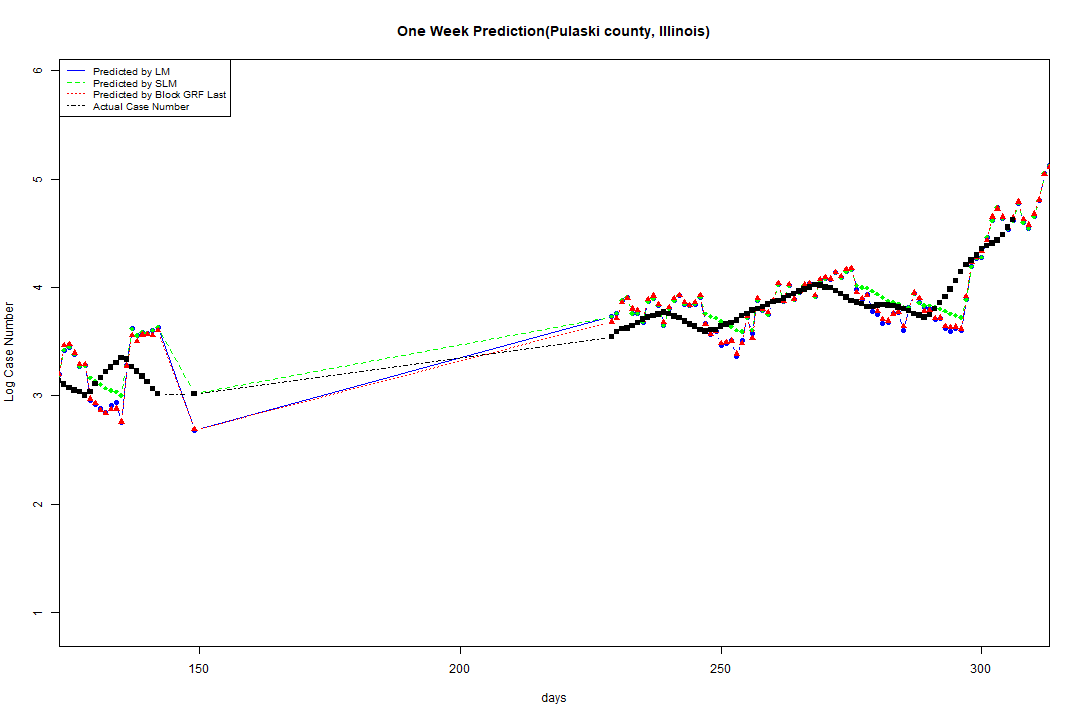 One Week Prediction(Pulaski county, Illinois)
Predicted by LM
Predicted by SLM
Predicted by Block GRF Last
Actual Case Number
6
5
4
3
2
1
Log Case Number
150
200
250
300
days